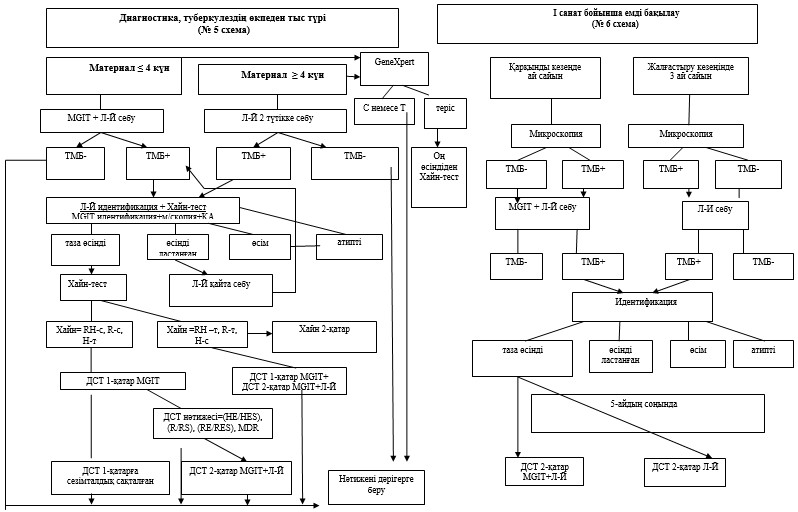 Диагностика, туберкулездің өкпеден тыс түрі
(№ 5 схема)
І санат бойынша емді бақылау
(№ 6 схема)
Материал ≤ 4 күн
Материал ≥ 4 күн
GeneXpert
С немесе Т
теріс
Оң
өсіндіден
Хайн-тест
MGIT + Л-Й себу
Л-Й 2 түтікке себу
ТМБ-
ТМБ+
ТМБ+
ТМБ-
Л-Й идентификация + Хайн-тест
MGIT идентификация+м/скопия+КА
таза өсінді
өсінді
ластанған
өсім
атипті
Хайн-тест
Л-Й қайта себу
Хайн= RH-с, R-с,
Н-т
Хайн =RH –т, R-т,
Н-с
Хайн 2-қатар
ДСТ 1-қатар MGIT
ДСТ 1-қатар MGIT+
ДСТ 2-қатар MGIT+Л-Й
ДСТ нәтижесі=(HE/HES),
(R/RS), (RE/RES), MDR
ДСТ 1-қатарға
сезімталдық сақталған
ДСТ 2-қатар MGIT+Л-Й
Нәтижені дәрігерге
беру
Қарқынды кезеңде
ай сайын
Жалғастыру кезеңінде
3 ай сайын
Микроскопия
Микроскопия
ТМБ-
ТМБ+
ТМБ+
ТМБ-
MGIT + Л-Й себу
Л-И себу
ТМБ-
ТМБ+
ТМБ+
ТМБ-
Идентификация
таза өсінді
өсінді
ластанған
өсім
атипті
5-айдың соңында
ДСТ 2-қатар
MGIT+Л-Й
ДСТ 2-қатар Л-Й